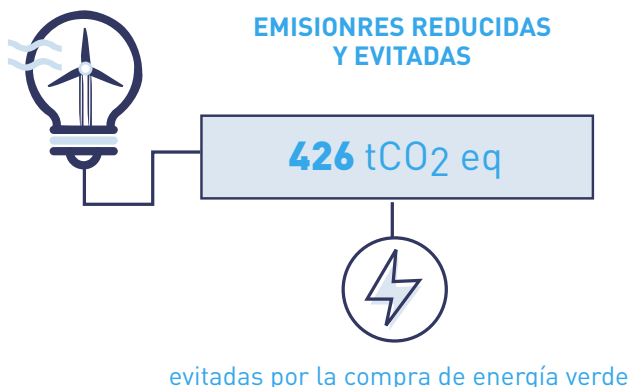 EMISIONRES REDUCIDAS
Y EVITADAS
426 tCO2 eq
evitadas por la compra de energía verde